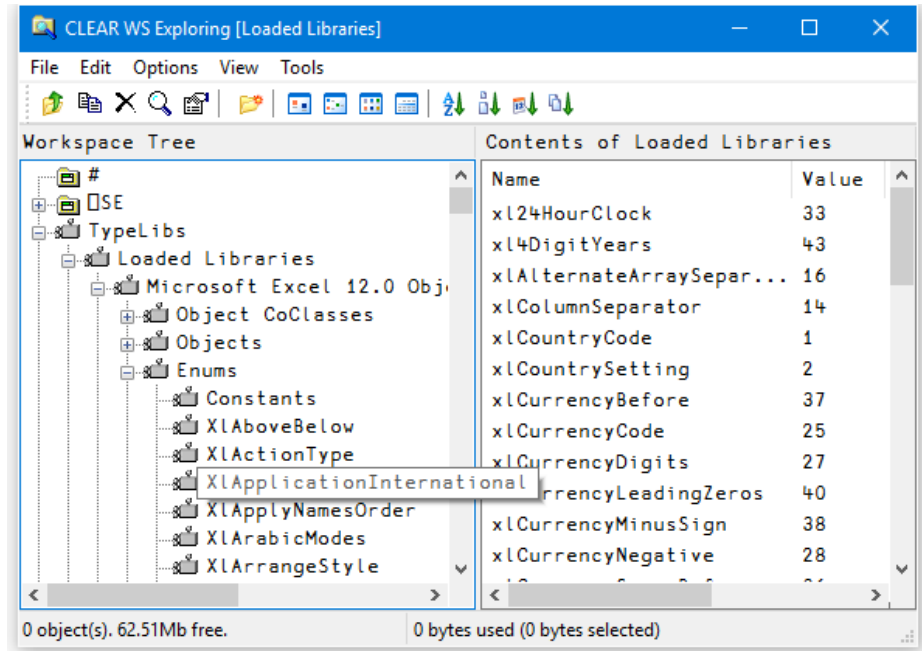 CLEAR WS Exploring [Loaded Libraries]
File Edit Options View Tools
Workspace Tree
#
⎕SE
TypeLibs
Loaded Libraries
Microsoft Excel 12.0 Obj
Object CoClasses
Objects
Enums
Constants
XlAboveBelow
XlActionType
XlApplicationInternational
XlApplyNamesOrder
XlArabicModes
XlArrangeStyle
Contents of Loaded Libraries
Name Value
xl24HourClock 33
xl4DigitYears 43
xlAlternateArraySepar... 16
xlColumnSeparator 14
xlCountryCode 1
xlCountrySetting 2
xlCurrencyBefore 37
xlCurrencyCode 25
xlCurrencyDigits 27
rrencyLeadingZeros 40
xlCurrencyMinusSign 38
xlCurrencyNegative 28
0 object(s). 62.51Mb free.
0 bytes used (0 bytes selected)